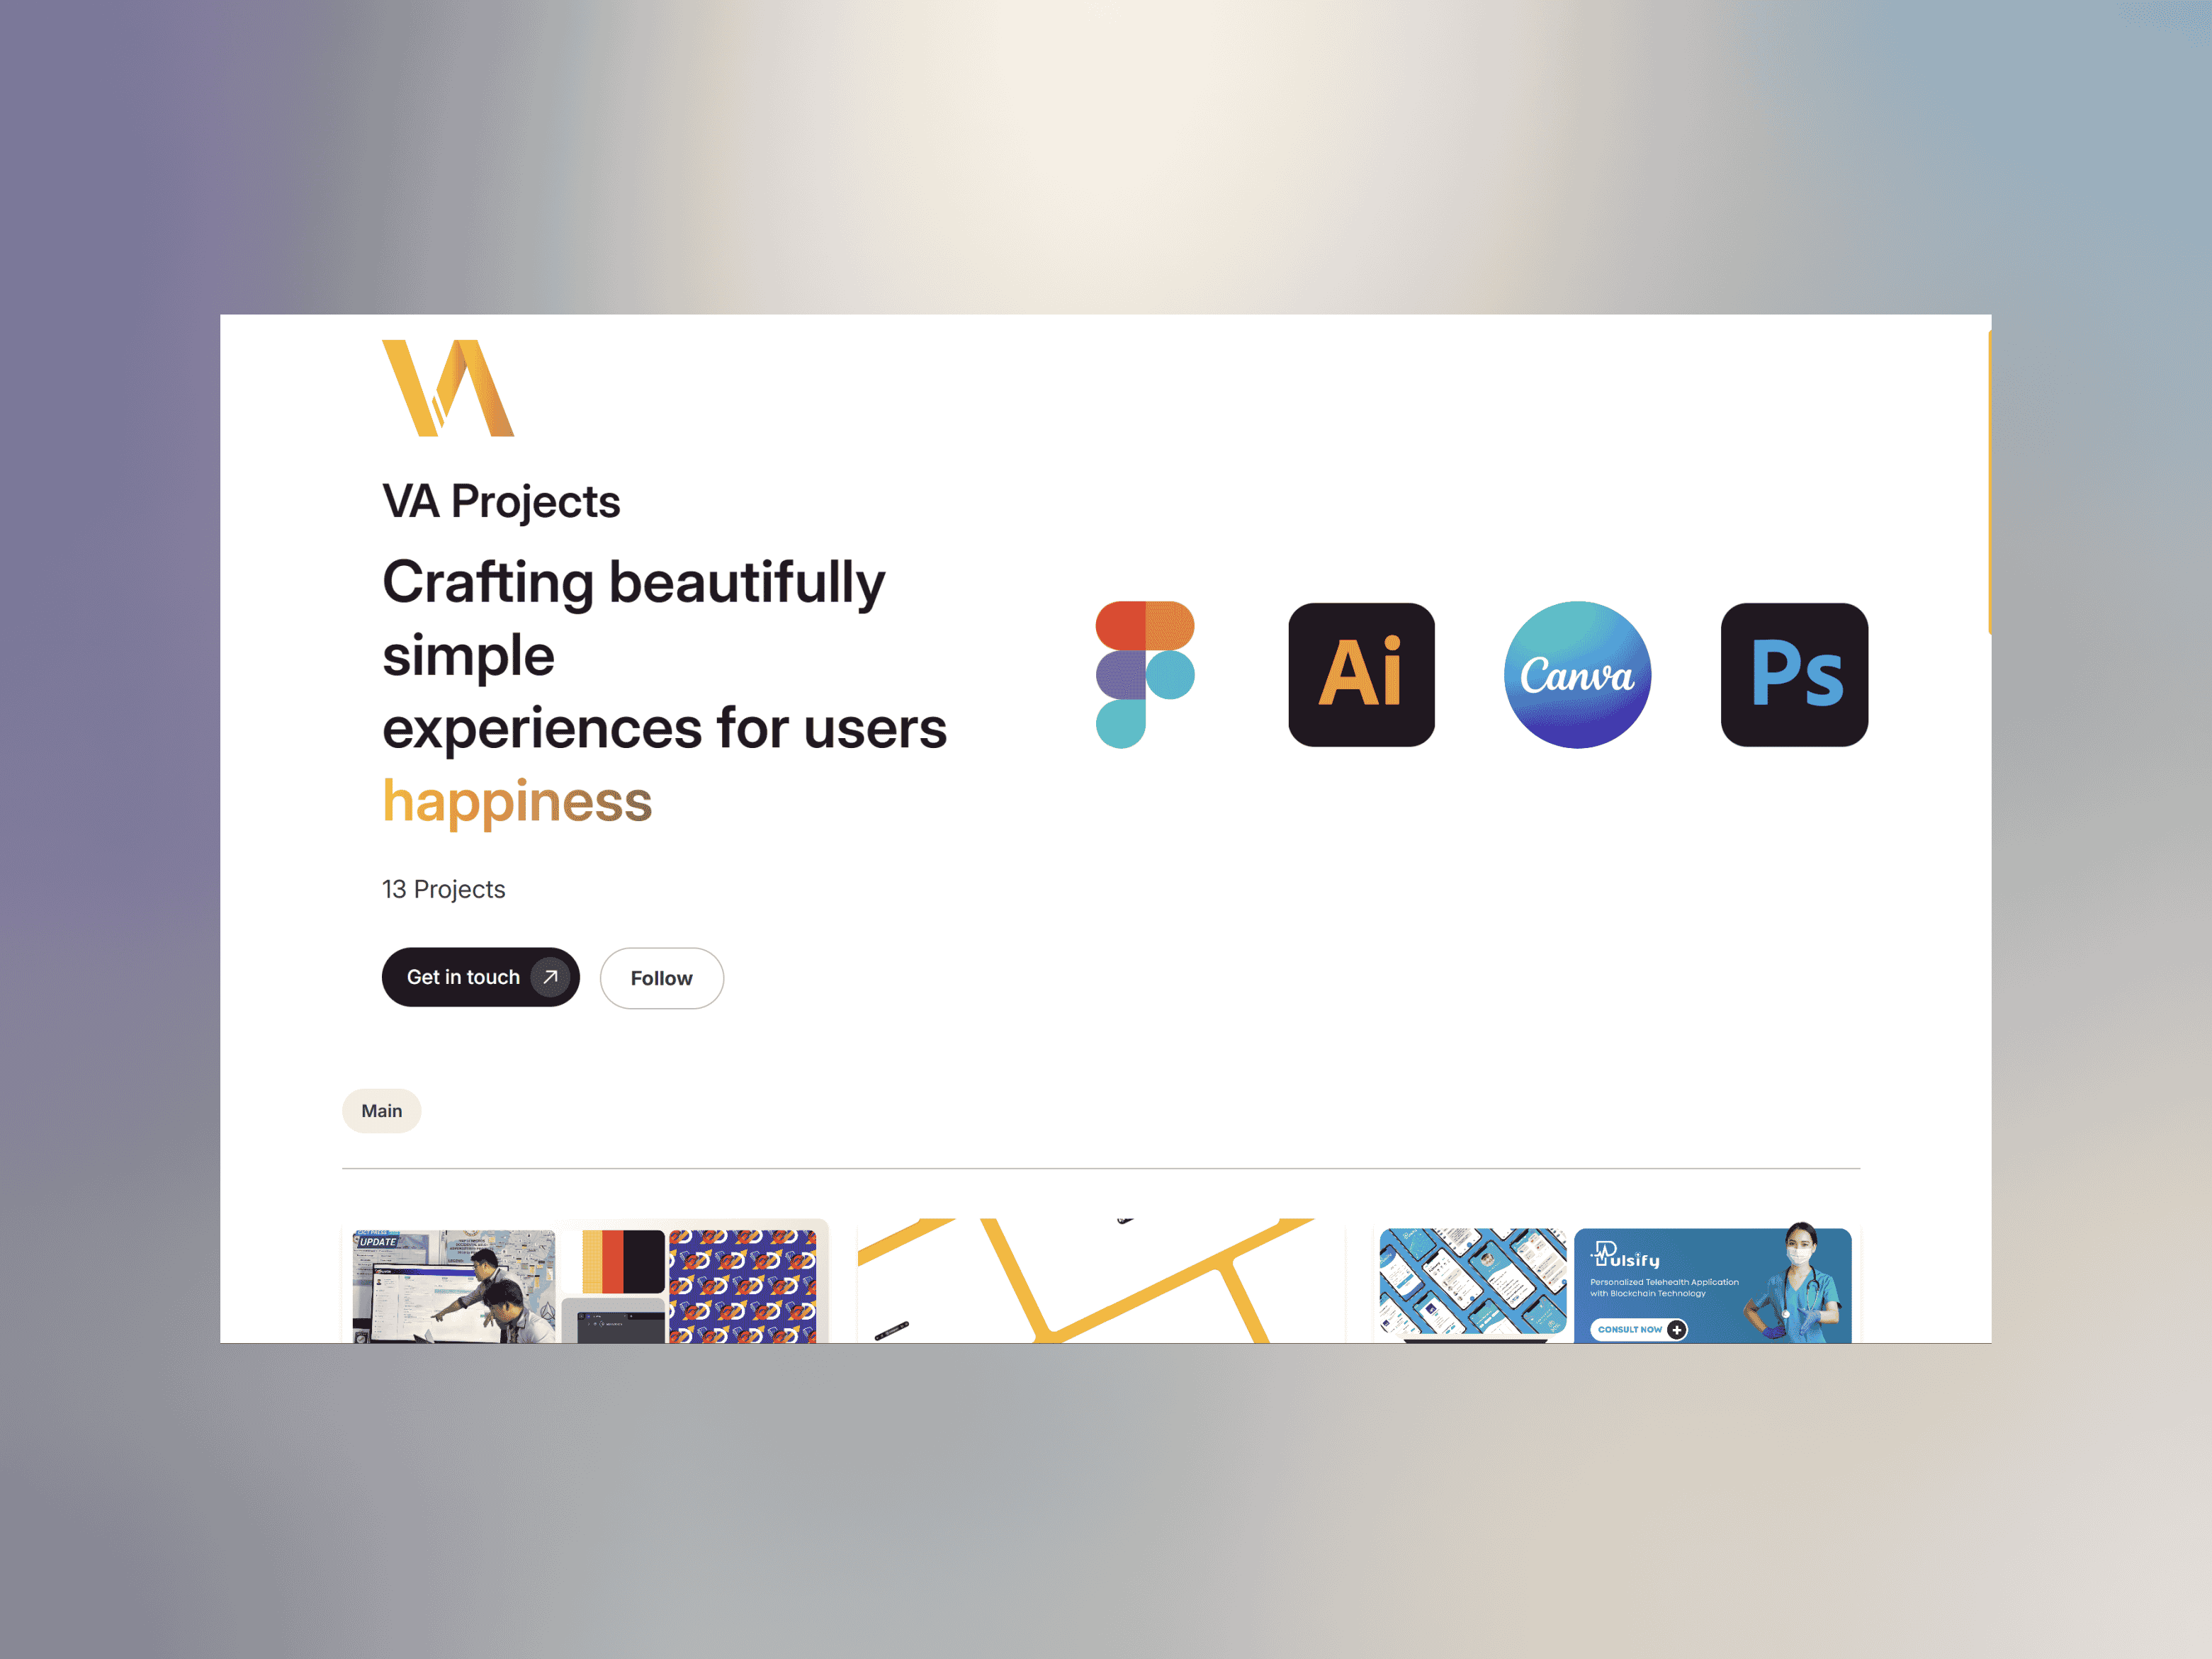 VA
VA Projects
Crafting beautifully
simple
experiences for users
happiness
Ai
Canva
Ps
13 Projects
Get in touch
Follow
Main
UPDATE
Pulsify
Personalized Telehealth Application
with Blockchain Technology
CONSULT NOW